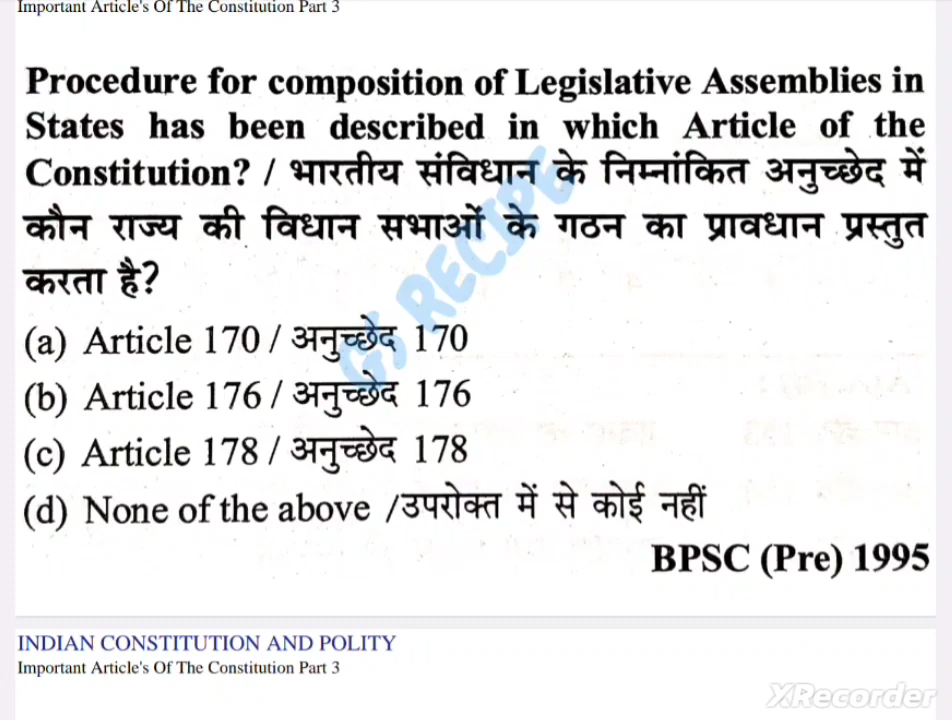 Important Article's Of The Constitution Part 3
Procedure for composition of Legislative Assemblies in
States has been described in which Article of the
Constitution? / भारतीय संविधान के निम्नांकित अनुच्छेद में
कौन राज्य की विधान सभाओं के गठन का प्रावधान प्रस्तुत
करता है?
(a) Article 170 / अनुच्छेद 170
(b) Article 176 / अनुच्छेद 176
(c) Article 178 / अनुच्छेद 178
(d) None of the above /उपरोक्त में से कोई नहीं
BPSC (Pre) 1995
GS RECIPE
INDIAN CONSTITUTION AND POLITY
Important Article's Of The Constitution Part 3
XRecorder